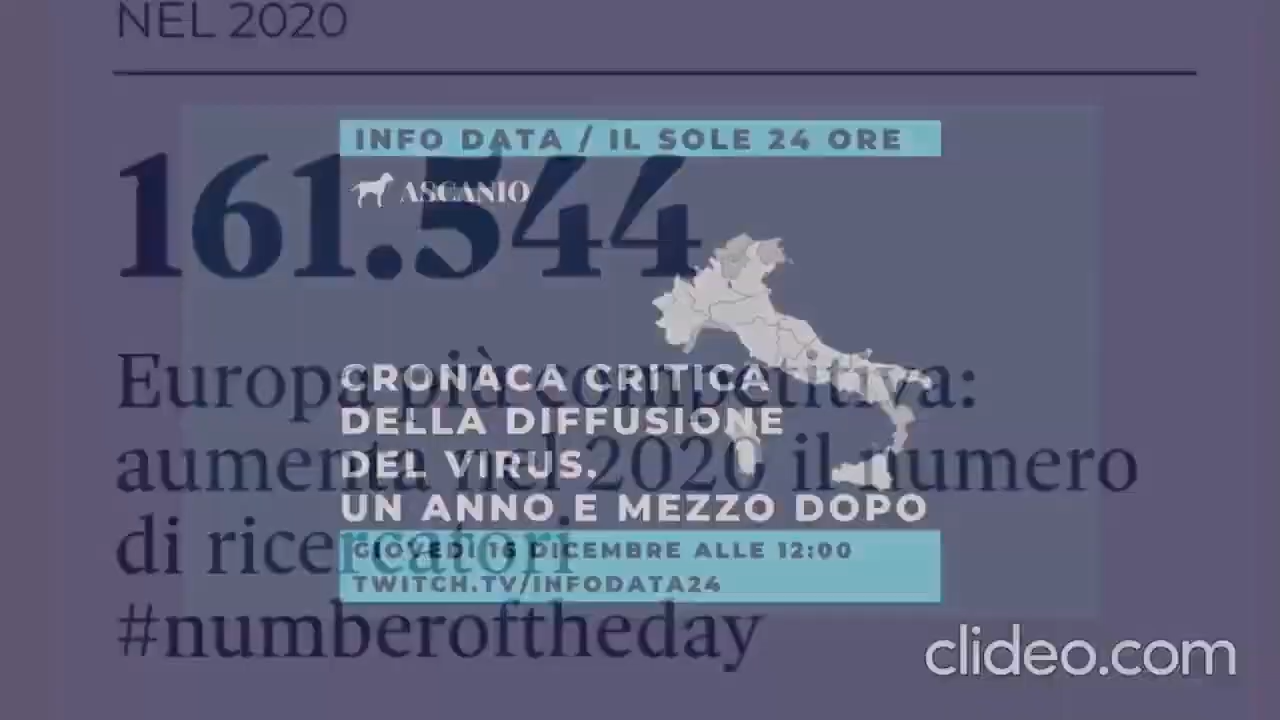 NEL 2020
INFO DATA / IL SOLE 24 ORE
161.544
ASCANIO
Europa più competitiva:
aumenta nel 2020 il numero
di ricercatori
#numberoftheday
CRONACA CRITICA
DELLA DIFFUSIONE
DEL VIRUS,
UN ANNO E MEZZO DOPO
GIOVEDÌ 16 DICEMBRE ALLE 12:00
TWITCH.TV/INFODATA24
clideo.com